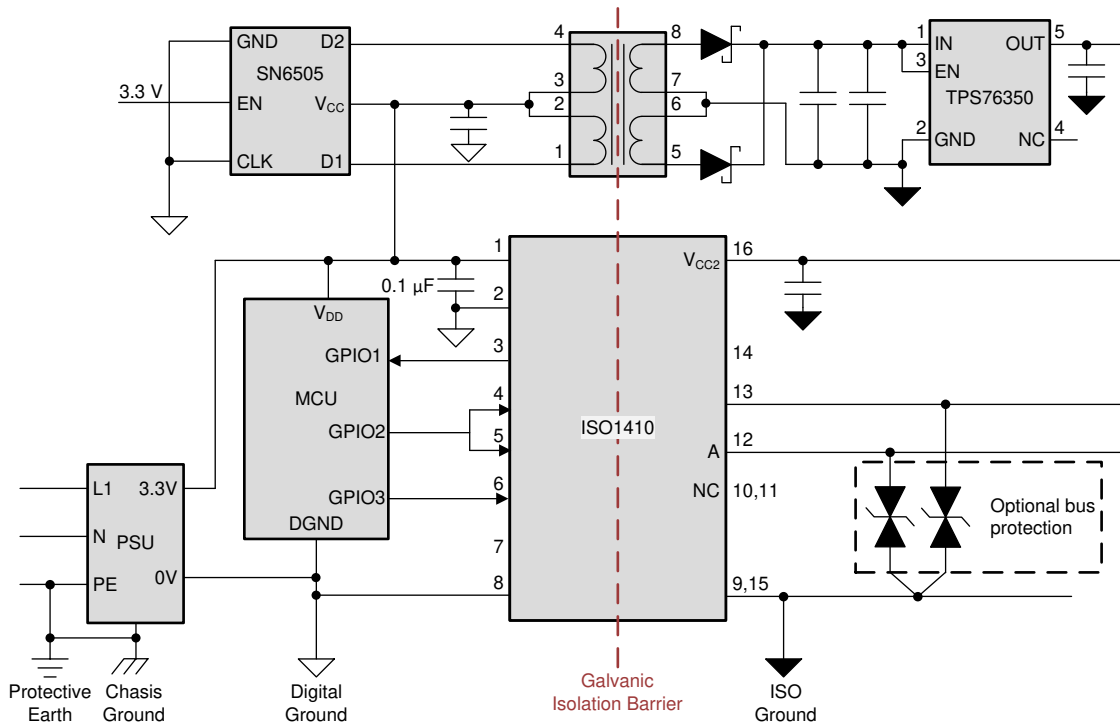 GND
D2
SN6505
3.3 V
EN
VCC
CLK
D1
4
3
2
1
8
7
6
5
1
IN
OUT
5
3
EN
TPS76350
2
GND
NC
4
1
VCC2
16
0.1 µF
2
VDD
GPIO1
3
14
MCU
4
13
GPIO2
ISO1410
5
A
12
L1
3.3V
GPIO3
6
NC
10,11
Optional bus
protection
DGND
N
PSU
7
PE
0V
8
9,15
Protective
Earth
Chasis
Ground
Digital
Ground
Galvanic
Isolation Barrier
ISO
Ground